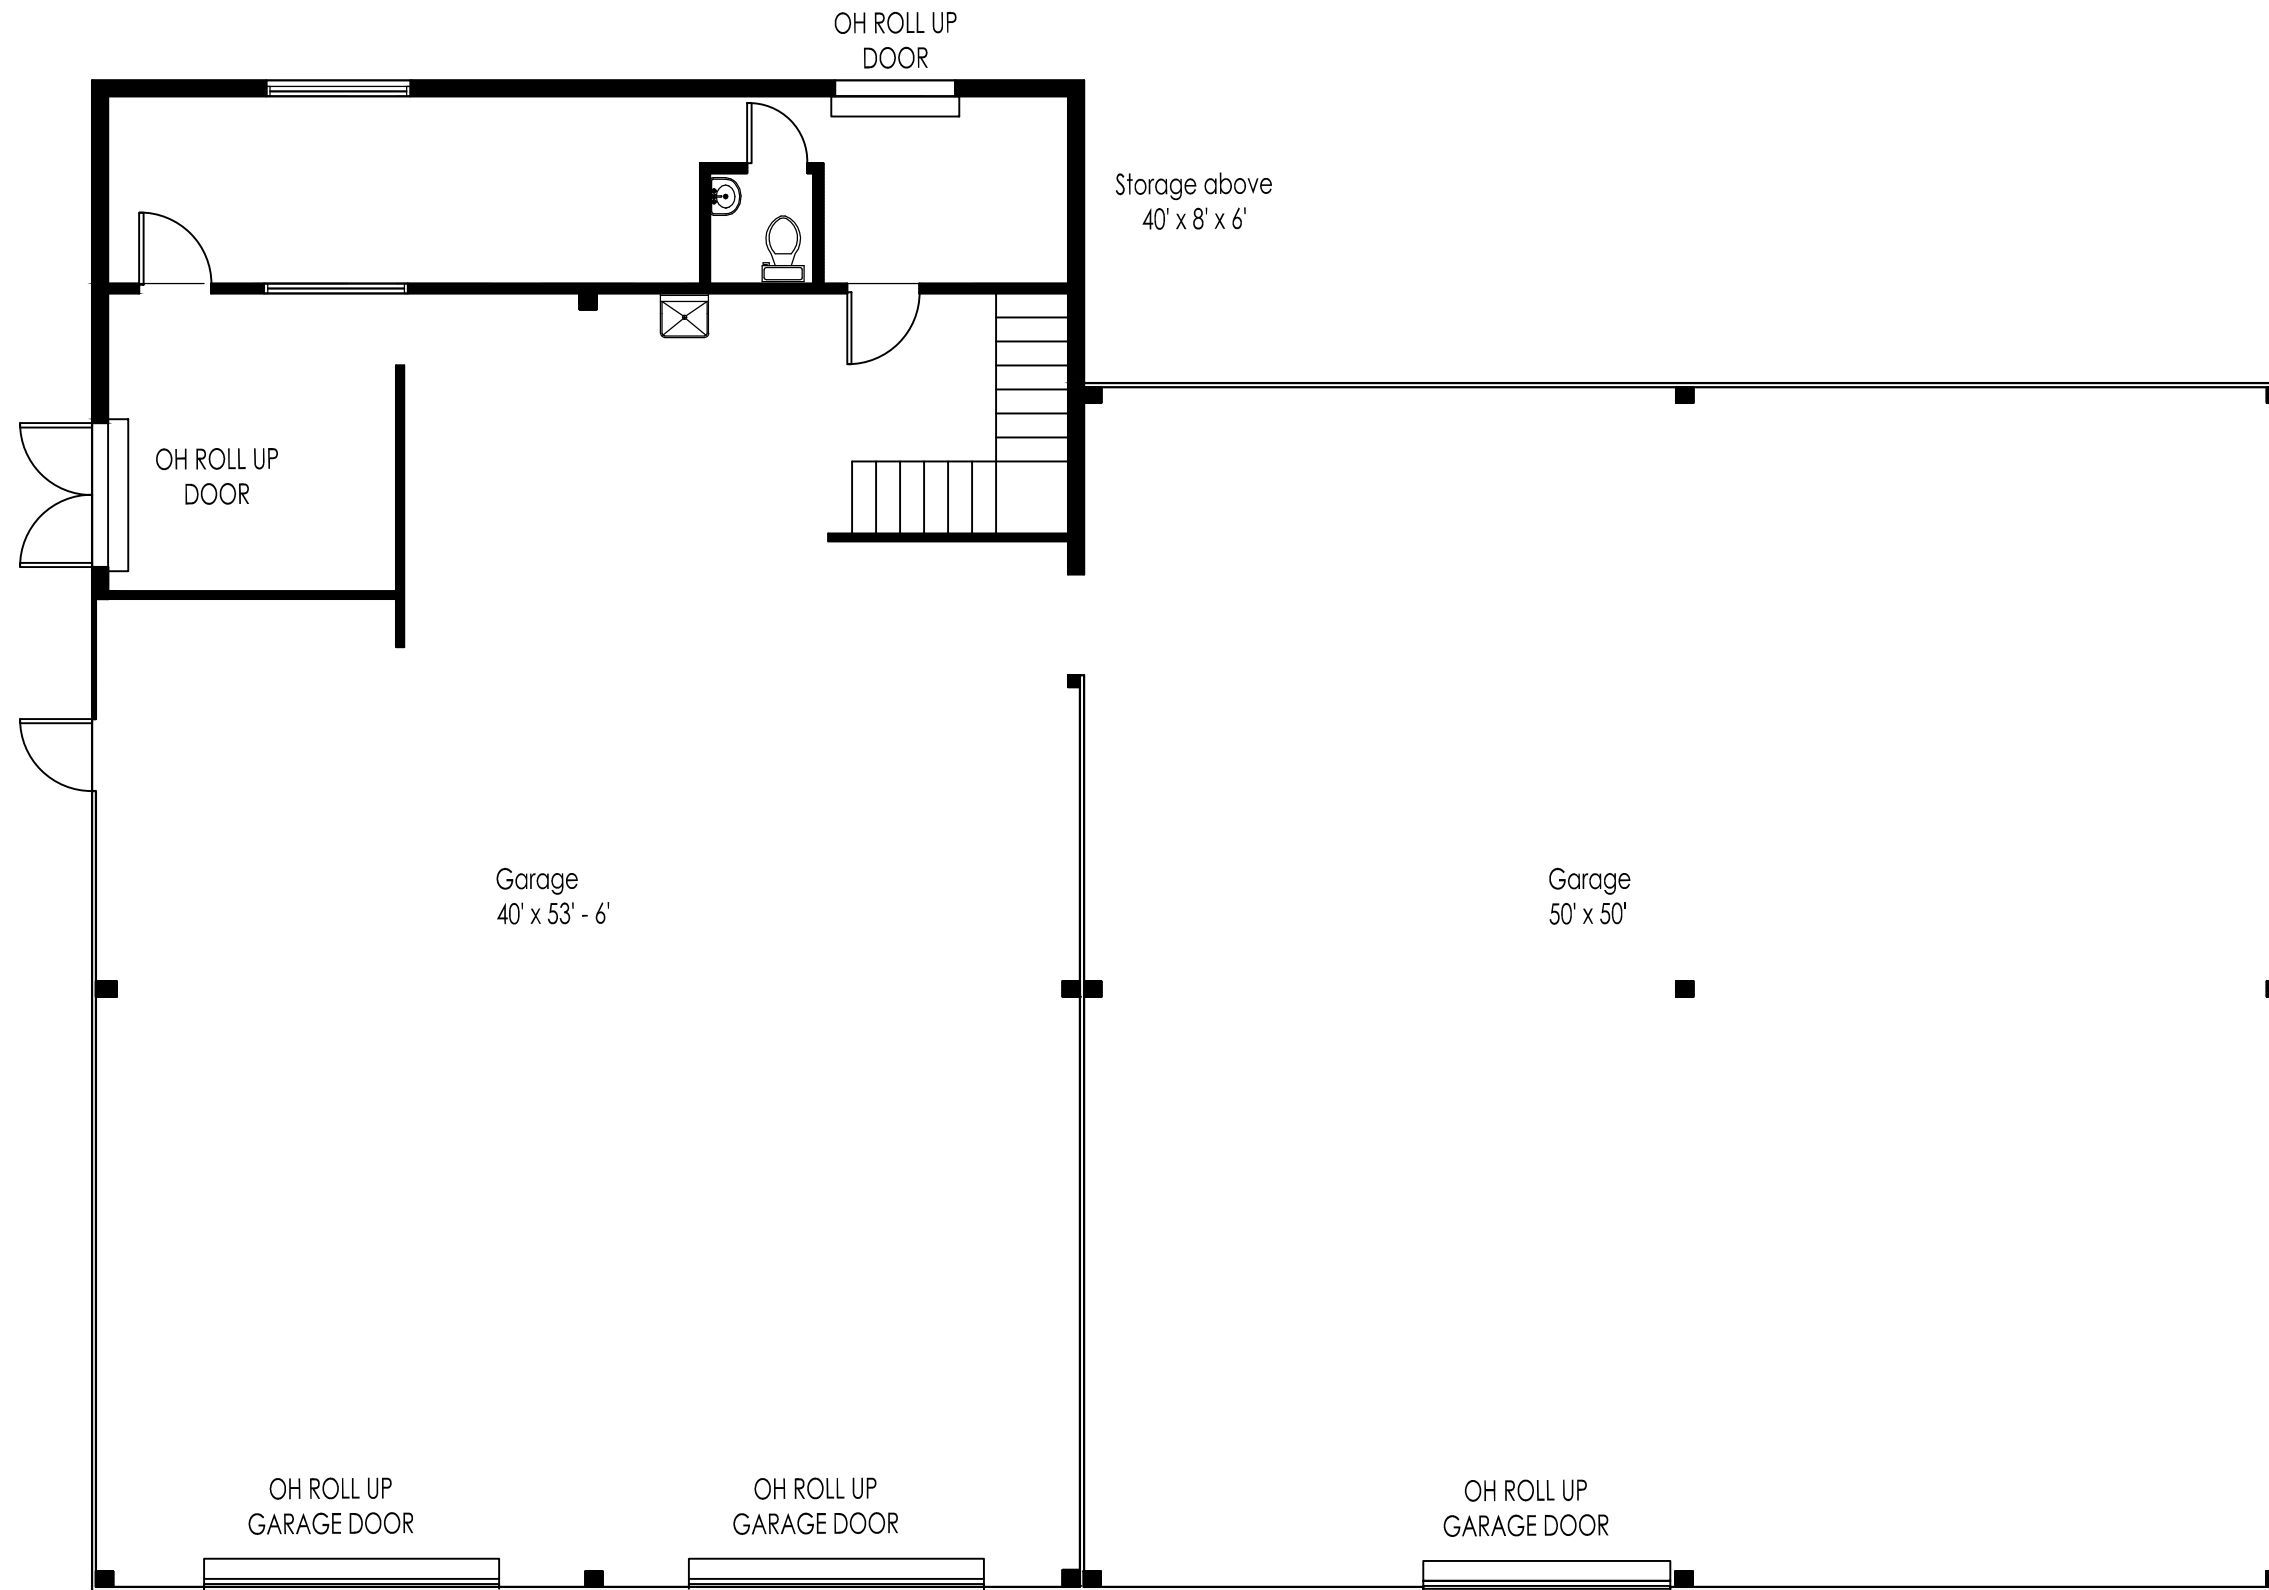 OH ROLL UP
DOOR
Storage above
40' x 8' x 6'
OH ROLL UP
DOOR
Garage
40' x 53' - 6'
Garage
50' x 50'
OH ROLL UP
GARAGE DOOR
OH ROLL UP
GARAGE DOOR
OH ROLL UP
GARAGE DOOR